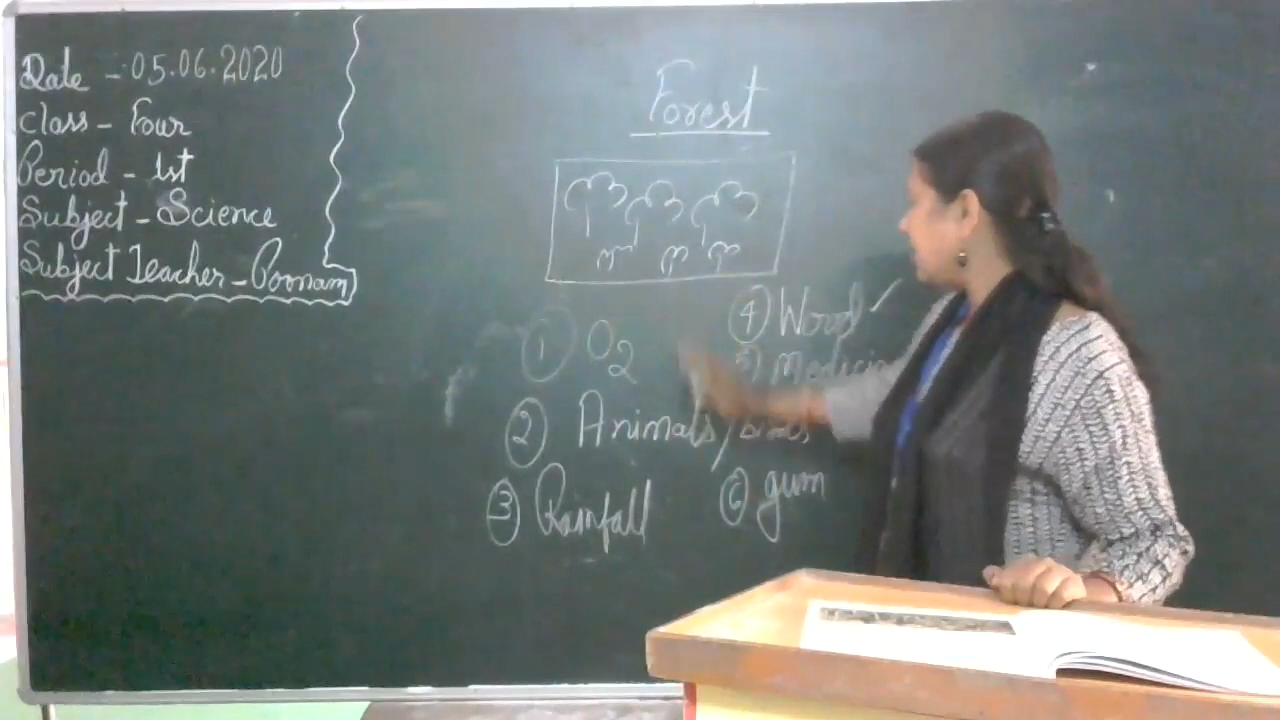 Date - 05.06.2020
Class - Four
Period - 1st
Subject - Science
Subject Teacher - Poonam
Forest
① O2
② Animals/
③ Rainfall
④ Wood ✓
⑤
⑥ gum